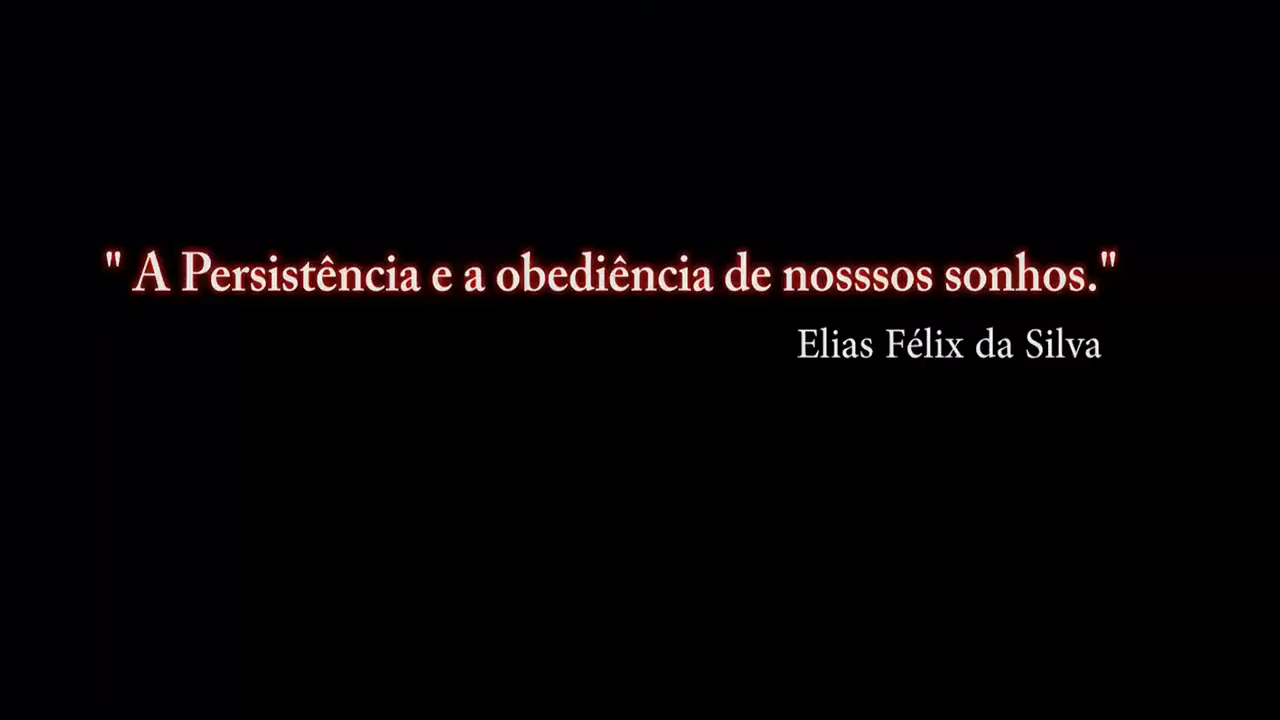 " A Persistência e a obediência de nosssos sonhos."
Elias Félix da Silva